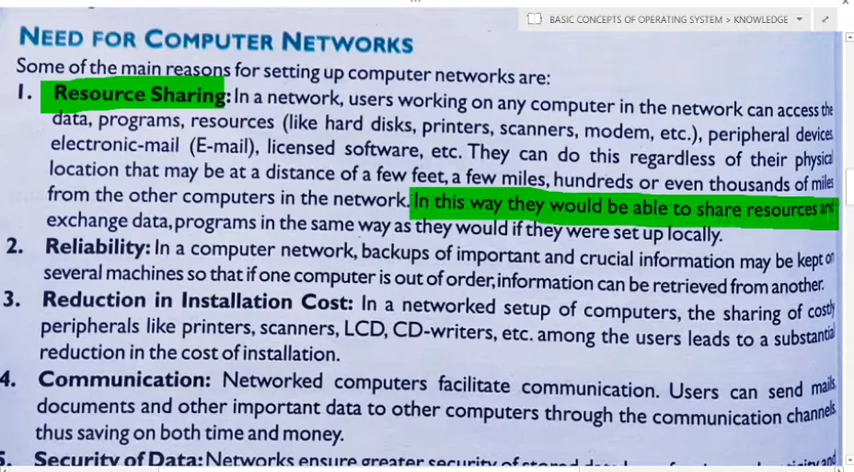 BASIC CONCEPTS OF OPERATING SYSTEM > KNOWLEDGE
NEED FOR COMPUTER NETWORKS
Some of the main reasons for setting up computer networks are:
1. Resource Sharing: In a network, users working on any computer in the network can access the
data, programs, resources (like hard disks, printers, scanners, modem, etc.), peripheral devices
electronic-mail (E-mail), licensed software, etc. They can do this regardless of their physical
location that may be at a distance of a few feet, a few miles, hundreds or even thousands of miles
from the other computers in the network. In this way they would be able to share resources and
exchange data, programs in the same way as they would if they were set up locally.
2. Reliability: In a computer network, backups of important and crucial information may be kept on
several machines so that if one computer is out of order, information can be retrieved from another.
3. Reduction in Installation Cost: In a networked setup of computers, the sharing of costly
peripherals like printers, scanners, LCD, CD-writers, etc. among the users leads to a substantial
reduction in the cost of installation.
4. Communication: Networked computers facilitate communication. Users can send mails
documents and other important data to other computers through the communication channels
thus saving on both time and money.
5. Security of Data: Networks ensure greater security of stored